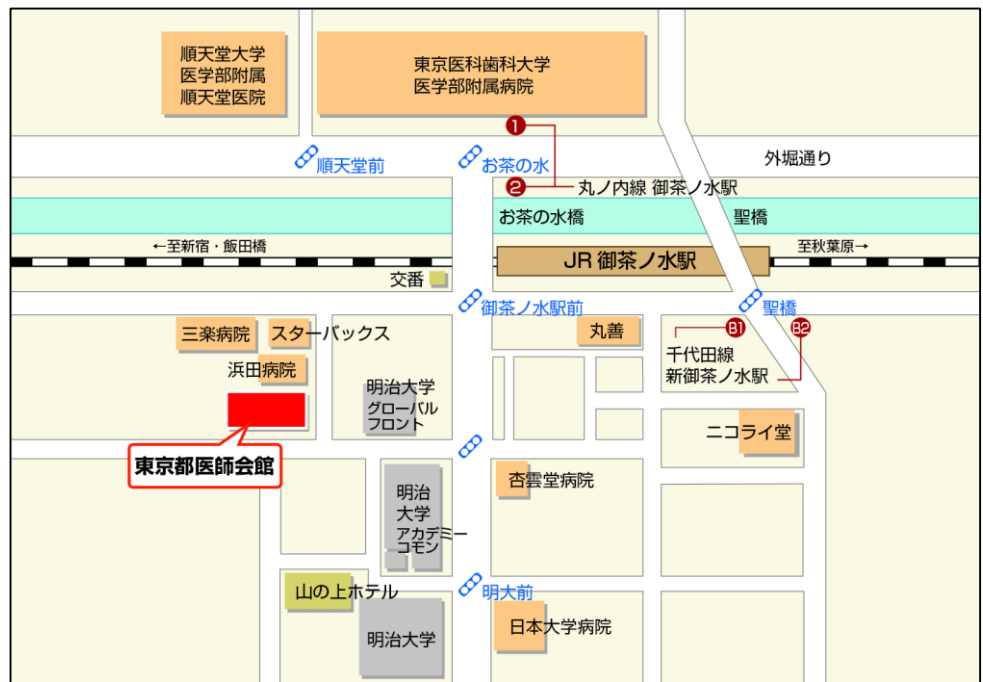 順天堂大学
医学部附属
順天堂医院
東京医科歯科大学
医学部附属病院
1
順天堂前
お茶の水
外堀通り
2
丸ノ内線 御茶ノ水駅
お茶の水橋
聖橋
←至新宿・飯田橋
JR 御茶ノ水駅
至秋葉原→
交番
御茶ノ水駅前
聖橋
三楽病院
スターバックス
丸善
B1
B2
千代田線
新御茶ノ水駅
浜田病院
明治大学
グローバル
フロント
ニコライ堂
東京都医師会館
杏雲堂病院
明治
大学
アカデミー
コモン
山の上ホテル
明大前
明治大学
日本大学病院